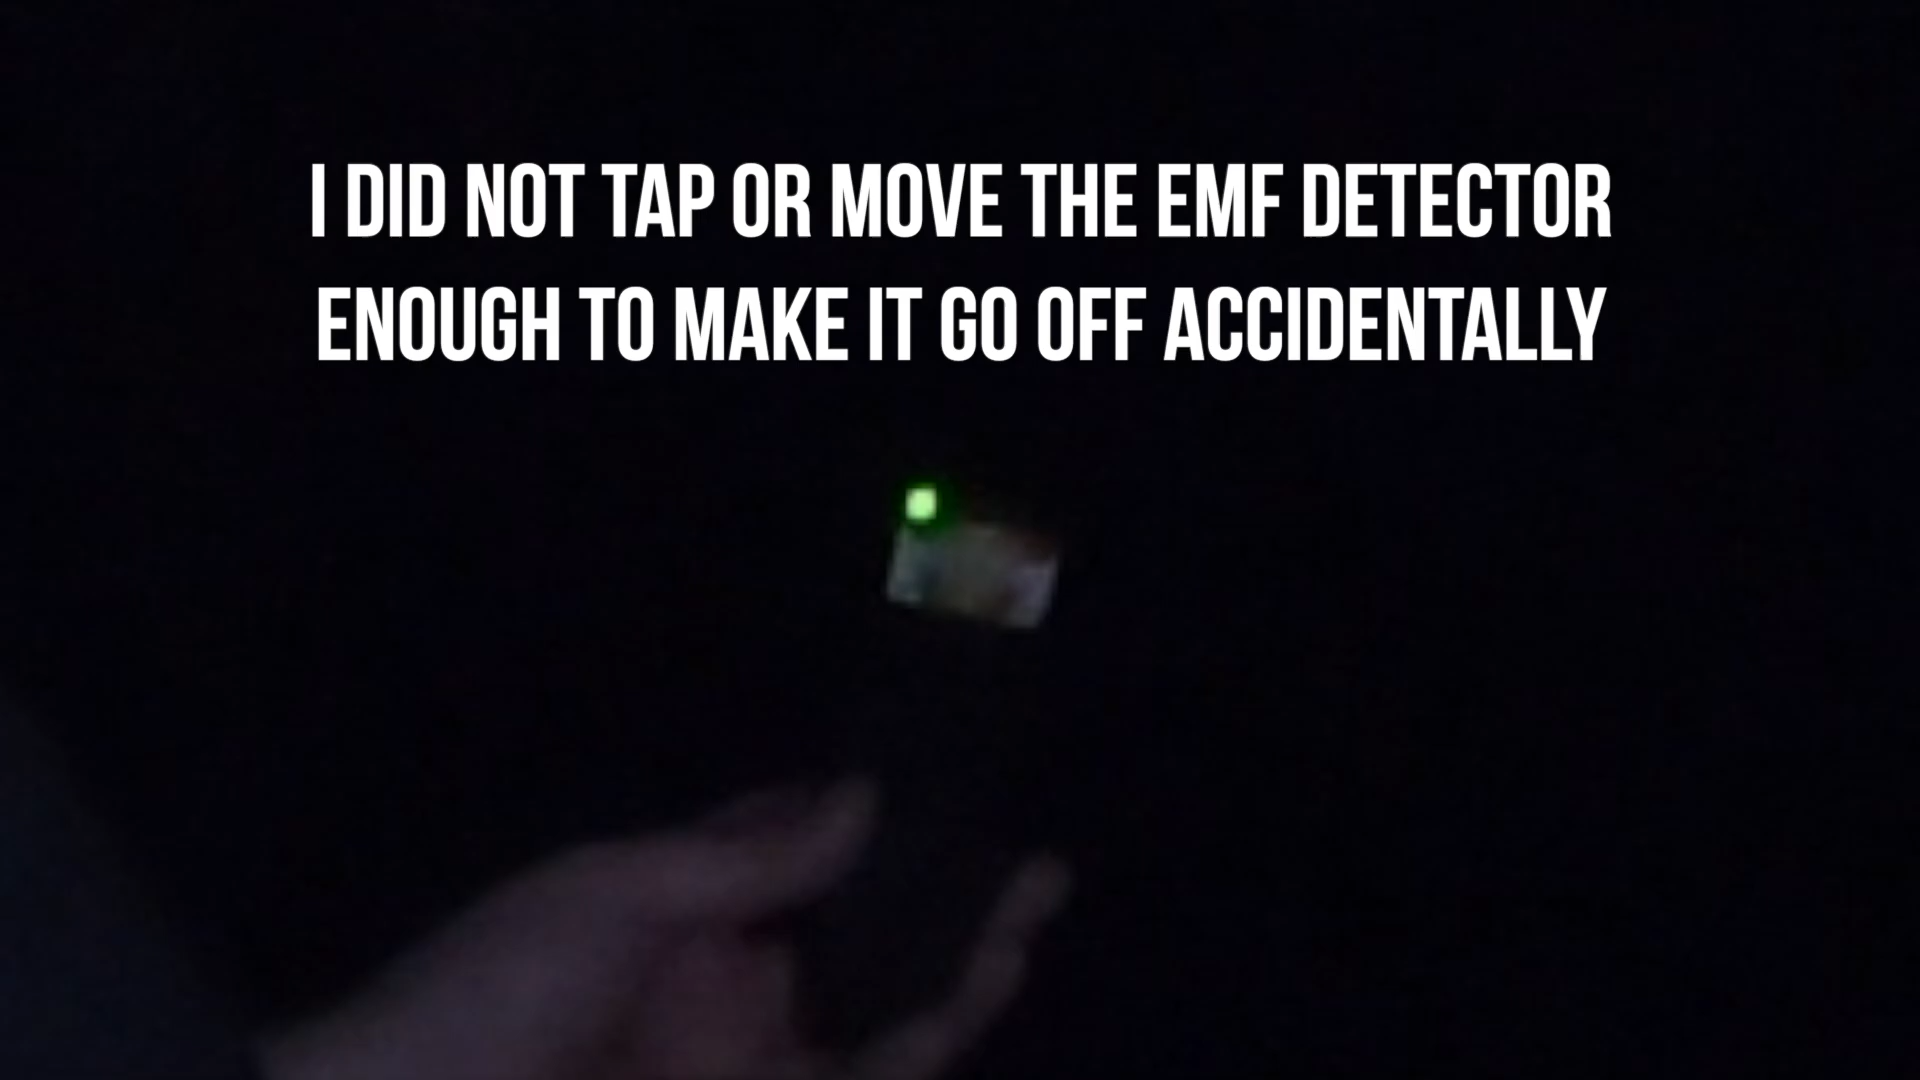 I DID NOT TAP OR MOVE THE EMF DETECTOR
ENOUGH TO MAKE IT GO OFF ACCIDENTALLY